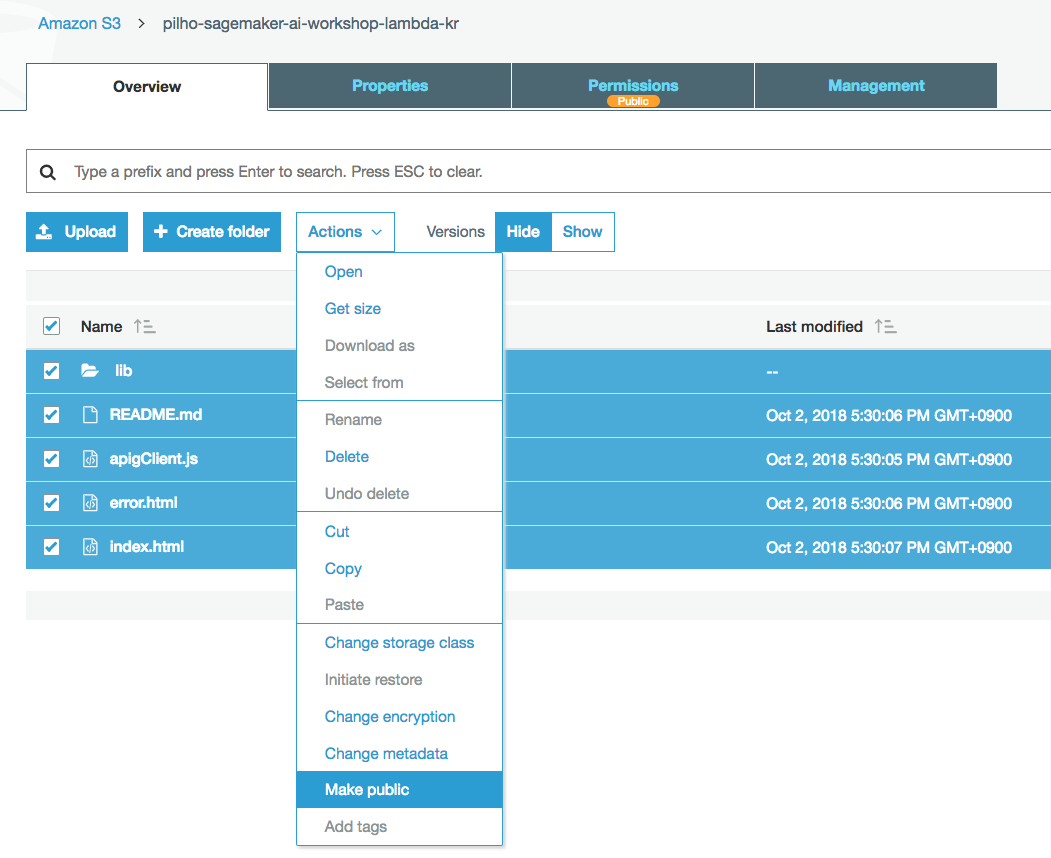 Amazon S3 > pilho-sagemaker-ai-workshop-lambda-kr
Overview Properties Permissions Management
Public
Type a prefix and press Enter to search. Press ESC to clear.
Upload Create folder Actions Versions Hide Show
Open
Get size
Name Last modified
Download as
lib --
Select from
README.md Oct 2, 2018 5:30:06 PM GMT+0900
Rename
apigClient.js Oct 2, 2018 5:30:05 PM GMT+0900
Delete
Undo delete
error.html Oct 2, 2018 5:30:06 PM GMT+0900
Cut
index.html Oct 2, 2018 5:30:07 PM GMT+0900
Copy
Paste
Change storage class
Initiate restore
Change encryption
Change metadata
Make public
Add tags